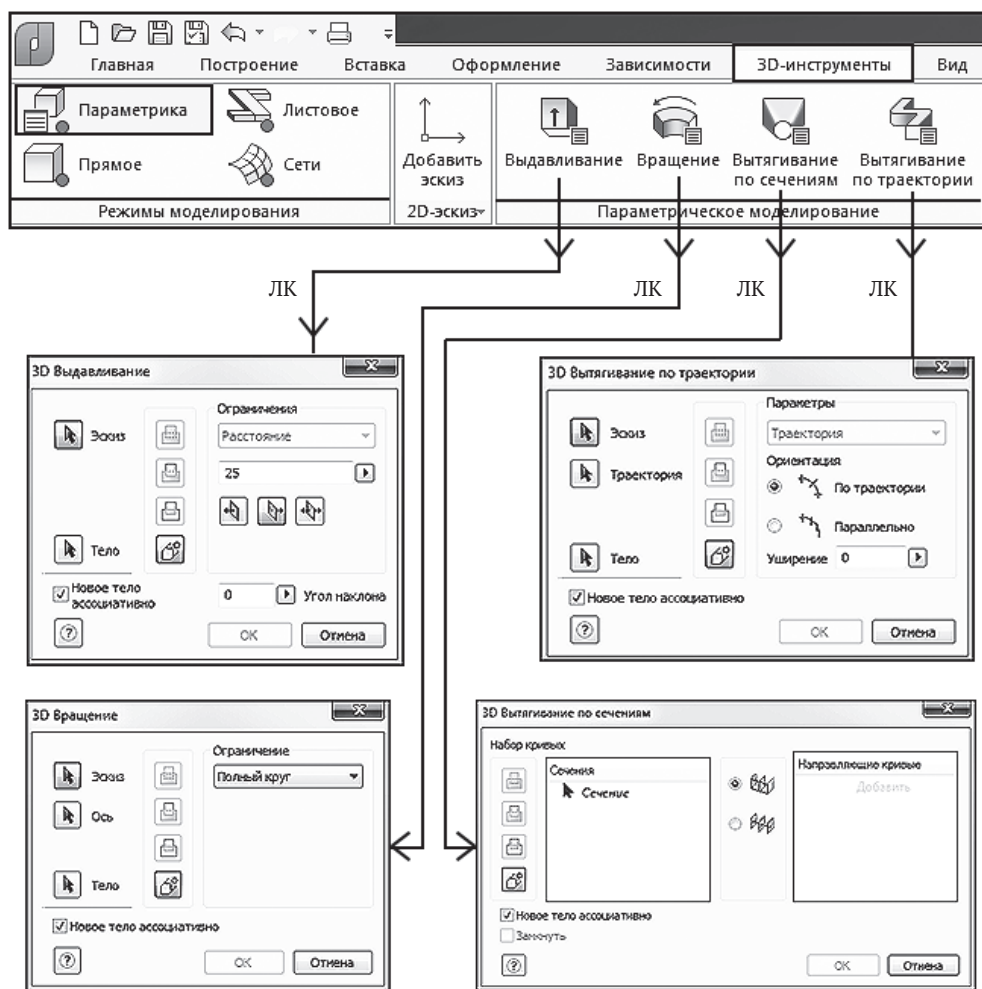 Главная Построение Вставка Оформление Зависимости 3D-инструменты Вид
Параметрика Листовое
Прямое Сети
Режимы моделирования
Добавить
эскиз
2D-эскиз
Выдавливание Вращение Вытягивание
по сечениям
Вытягивание
по траектории
Параметрическое моделирование
ЛК ЛК ЛК ЛК
3D Выдавливание
Эскиз
Тело
Ограничения
Расстояние
25
Новое тело
ассоциативно
0 Угол наклона
? OK Отмена
3D Вытягивание по траектории
Эскиз
Траектория
Тело
Параметры
Траектория
Ориентация
По траектории
Параллельно
Уширение 0
Новое тело ассоциативно
? OK Отмена
3D Вращение
Эскиз
Ось
Тело
Ограничение
Полный круг
Новое тело ассоциативно
? OK Отмена
3D Вытягивание по сечениям
Набор кривых
Сечения
Сечение
Направляющие кривые
Добавить
Новое тело ассоциативно
Замкнуть
? OK Отмена